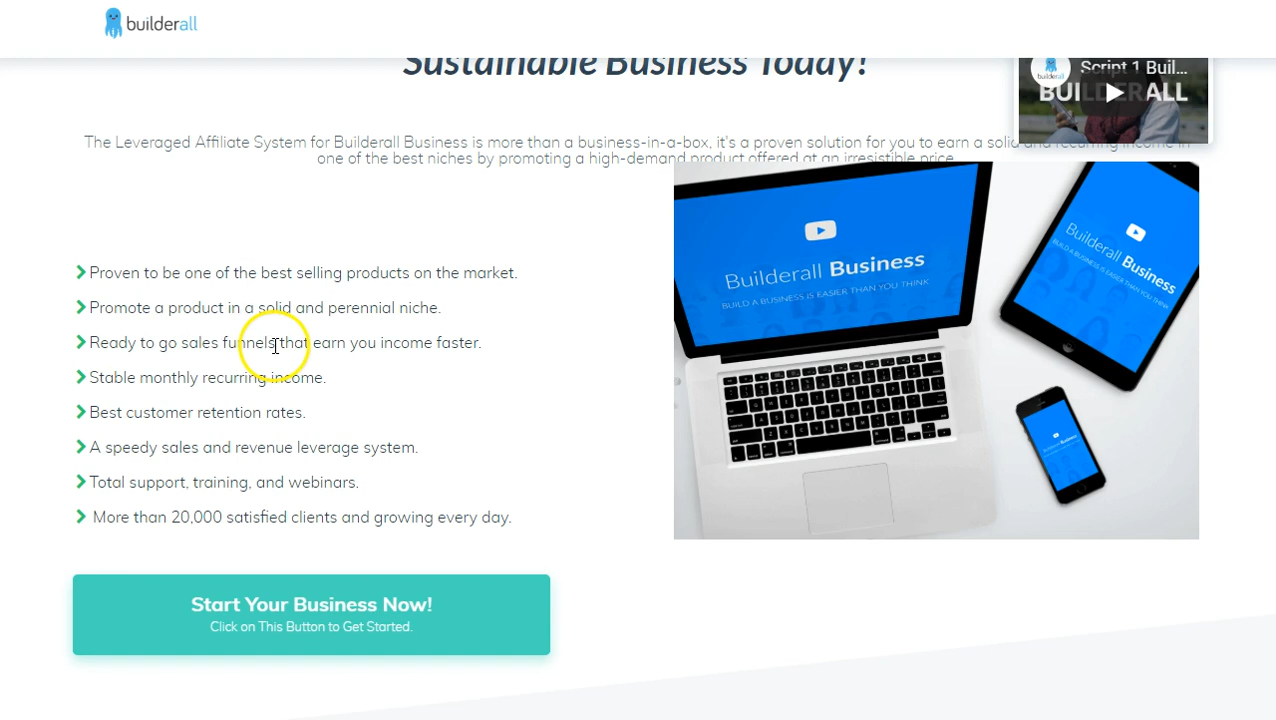 builderall
Sustainable Business Today!
Script 1 Buil...
builderall
BUILDERALL
The Leveraged Affiliate System for Builderall Business is more than a business-in-a-box, it's a proven solution for you to earn a solid and recurring income in
one of the best niches by promoting a high-demand product offered at an irresistible price.
Proven to be one of the best selling products on the market.
Promote a product in a solid and perennial niche.
Ready to go sales funnels that earn you income faster.
Stable monthly recurring income.
Best customer retention rates.
A speedy sales and revenue leverage system.
Total support, training, and webinars.
More than 20,000 satisfied clients and growing every day.
Builderall Business
BUILD A BUSINESS IS EASIER THAN YOU THINK
Builderall Business
BUILD A BUSINESS IS EASIER THAN YOU THINK
Start Your Business Now!
Click on This Button to Get Started.